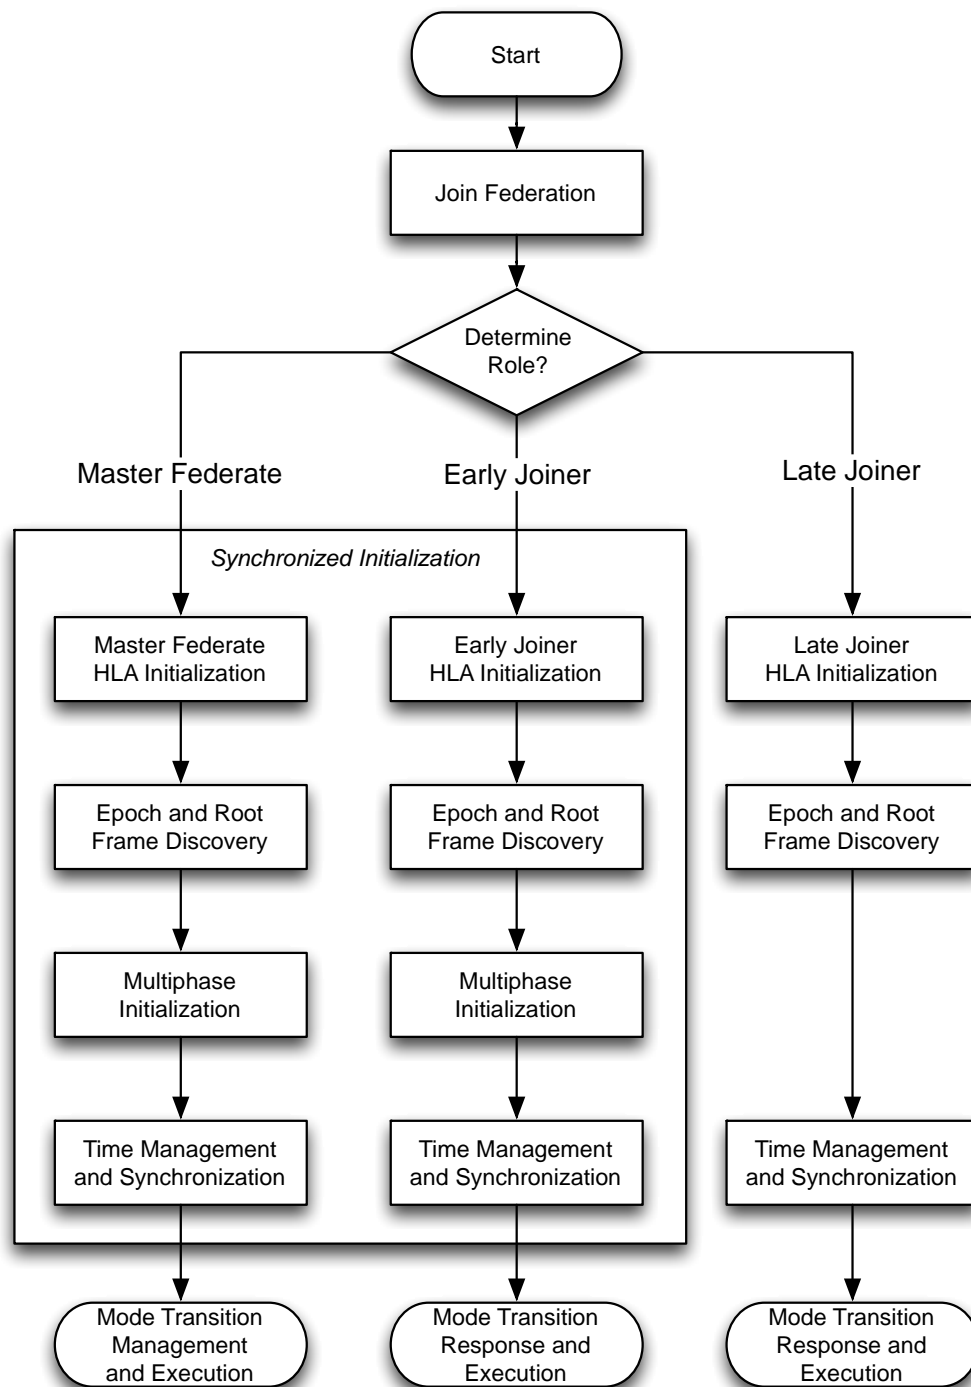 Start
Join Federation
Determine
Role?
Master Federate
Early Joiner
Late Joiner
Synchronized Initialization
Master Federate
HLA Initialization
Early Joiner
HLA Initialization
Late Joiner
HLA Initialization
Epoch and Root
Frame Discovery
Epoch and Root
Frame Discovery
Epoch and Root
Frame Discovery
Multiphase
Initialization
Multiphase
Initialization
Time Management
and Synchronization
Time Management
and Synchronization
Time Management
and Synchronization
Mode Transition
Management
and Execution
Mode Transition
Response and
Execution
Mode Transition
Response and
Execution